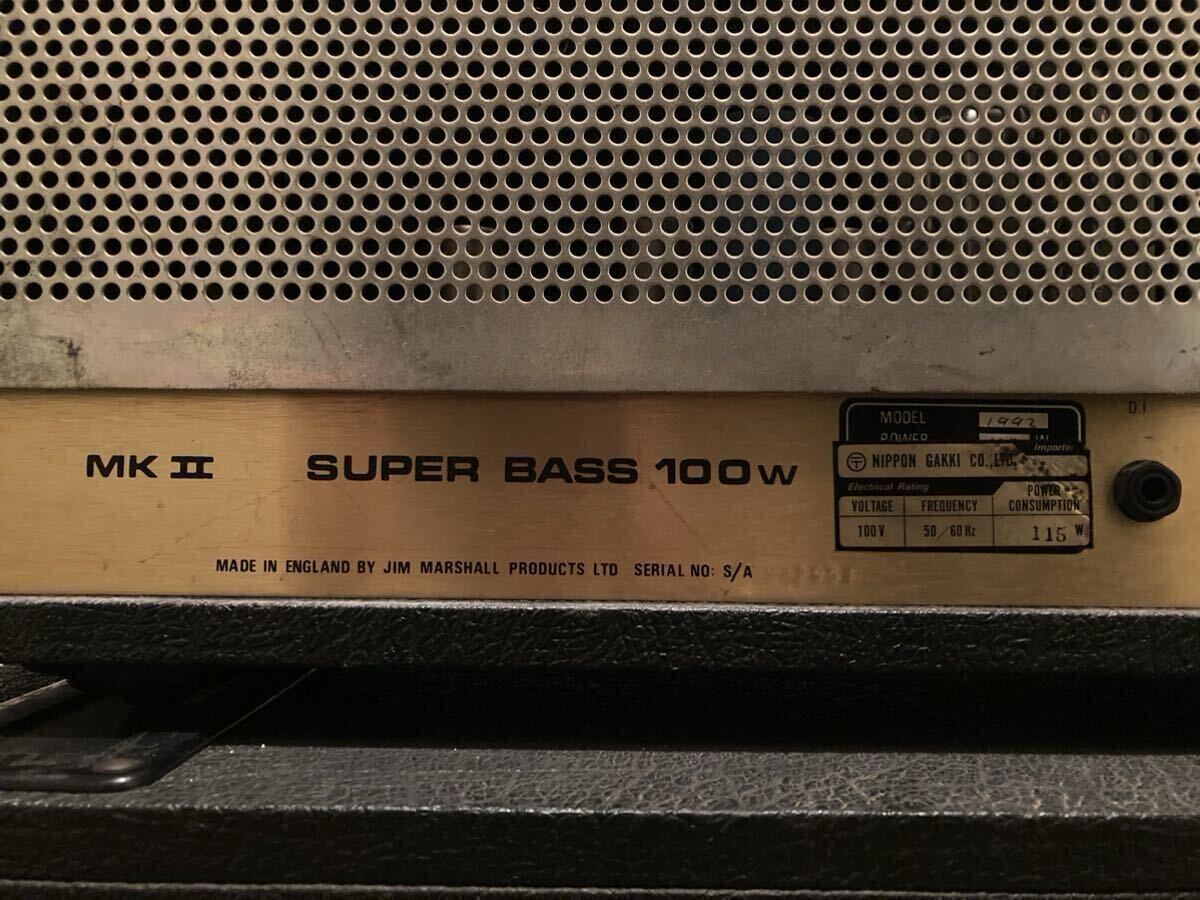 D.I
MODEL 1992
POWER W
Importer
NIPPON GAKKI CO.,LTD.
Electrical Rating
VOLTAGE FREQUENCY POWER CONSUMPTION
100V 50/60Hz 115 W
MK II SUPER BASS 100W
MADE IN ENGLAND BY JIM MARSHALL PRODUCTS LTD SERIAL NO: S/A